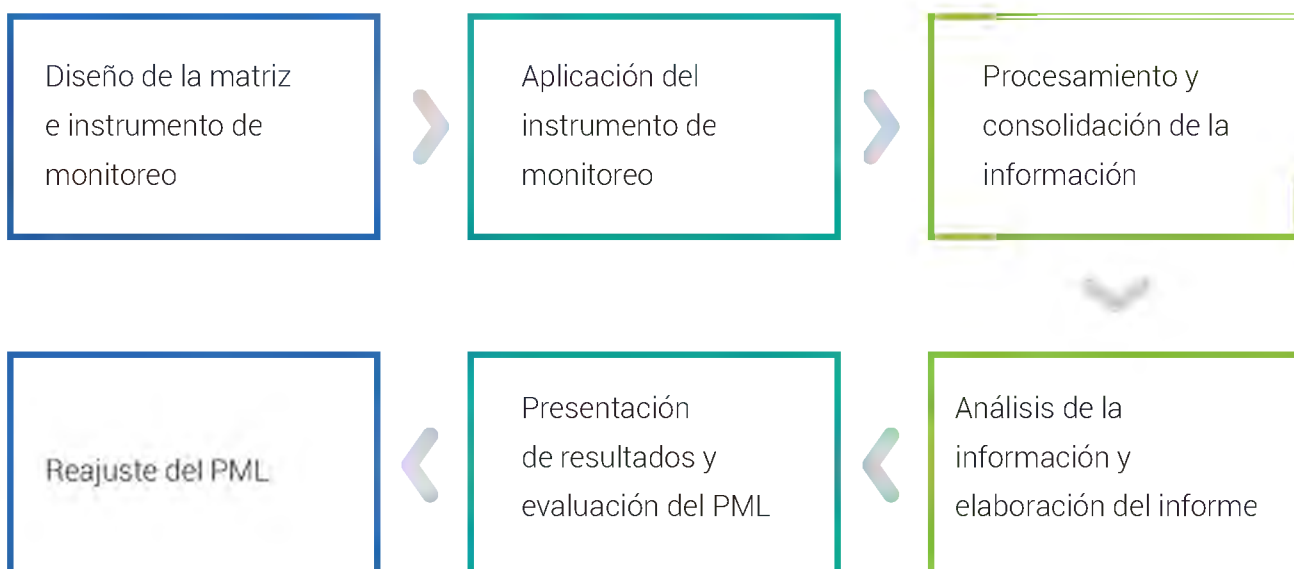 Diseño de la matriz
e instrumento de
monitoreo
Aplicación del
instrumento de
monitoreo
Procesamiento y
consolidación de la
información
Análisis de la
información y
elaboración del informe
Presentación
de resultados y
evaluación del PML
Reajuste del PML